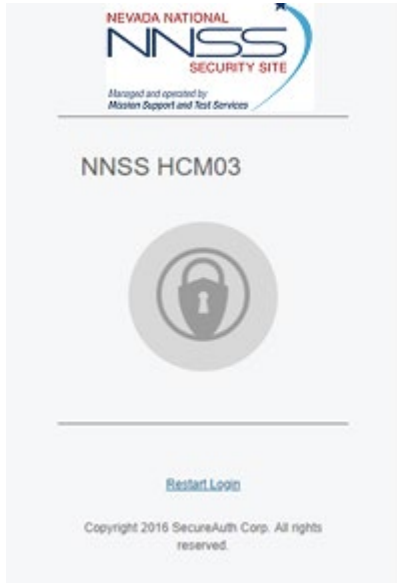 NEVADA NATIONAL
NNSS
SECURITY SITE
Managed and operated by
Mission Support and Test Services
NNSS HCM03
Restart Login
Copyright 2016 SecureAuth Corp. All rights
reserved.